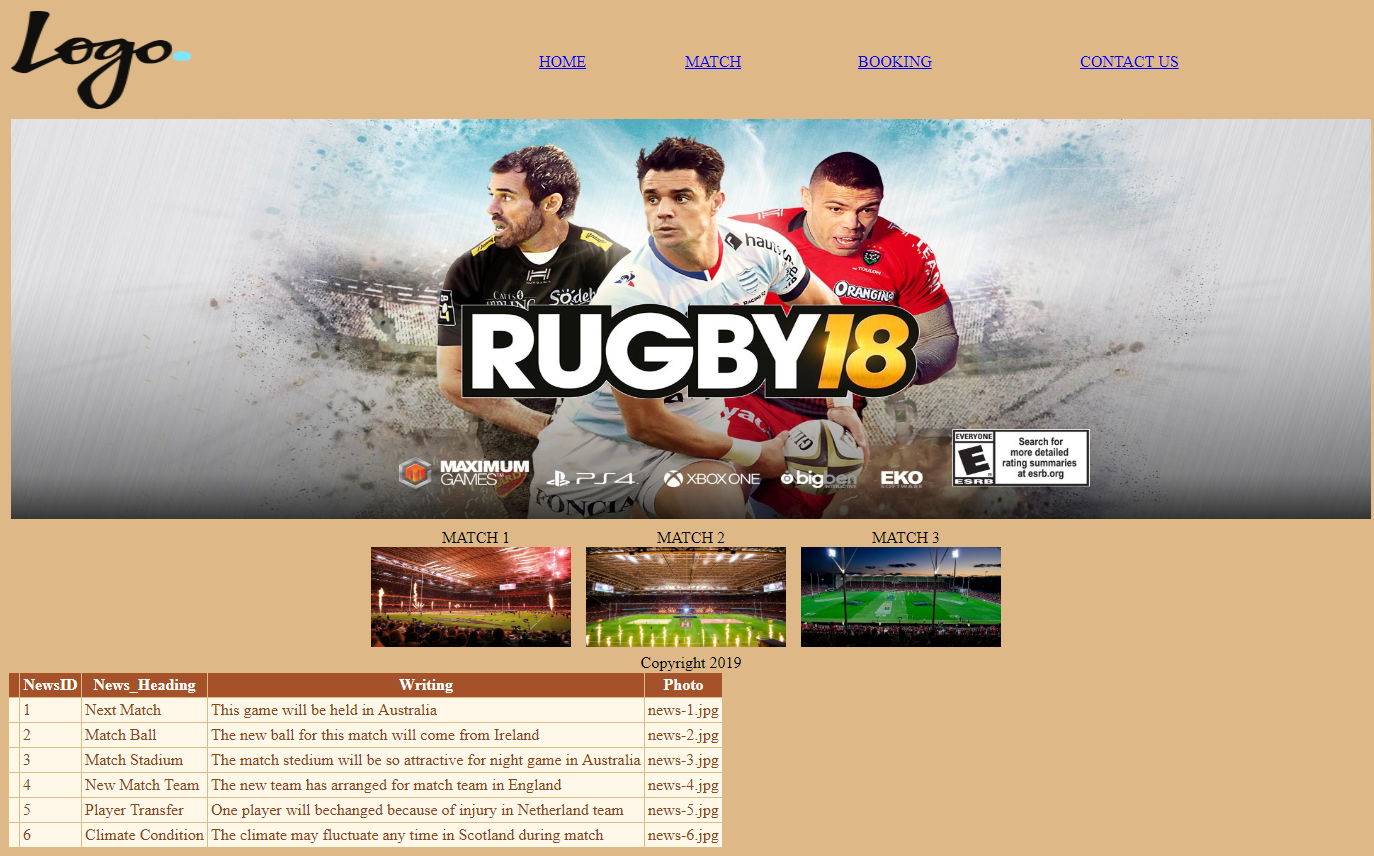 Logo
HOME MATCH BOOKING CONTACT US
hauts
TOULON
ORANGINA
TEAM
RUGBY18
yaco
GILBERT
MAXIMUM GAMES
PS4 XBOX ONE bigben INTERACTIVE EKO SOFTWARE
EVERYONE
E
ESRB
Search for
more detailed
rating summaries
at esrb.org
MATCH 1 MATCH 2 MATCH 3
Copyright 2019
NewsID News_Heading Writing Photo
1 Next Match This game will be held in Australia news-1.jpg
2 Match Ball The new ball for this match will come from Ireland news-2.jpg
3 Match Stadium The match stedium will be so attractive for night game in Australia news-3.jpg
4 New Match Team The new team has arranged for match team in England news-4.jpg
5 Player Transfer One player will bechanged because of injury in Netherland team news-5.jpg
6 Climate Condition The climate may fluctuate any time in Scotland during match news-6.jpg